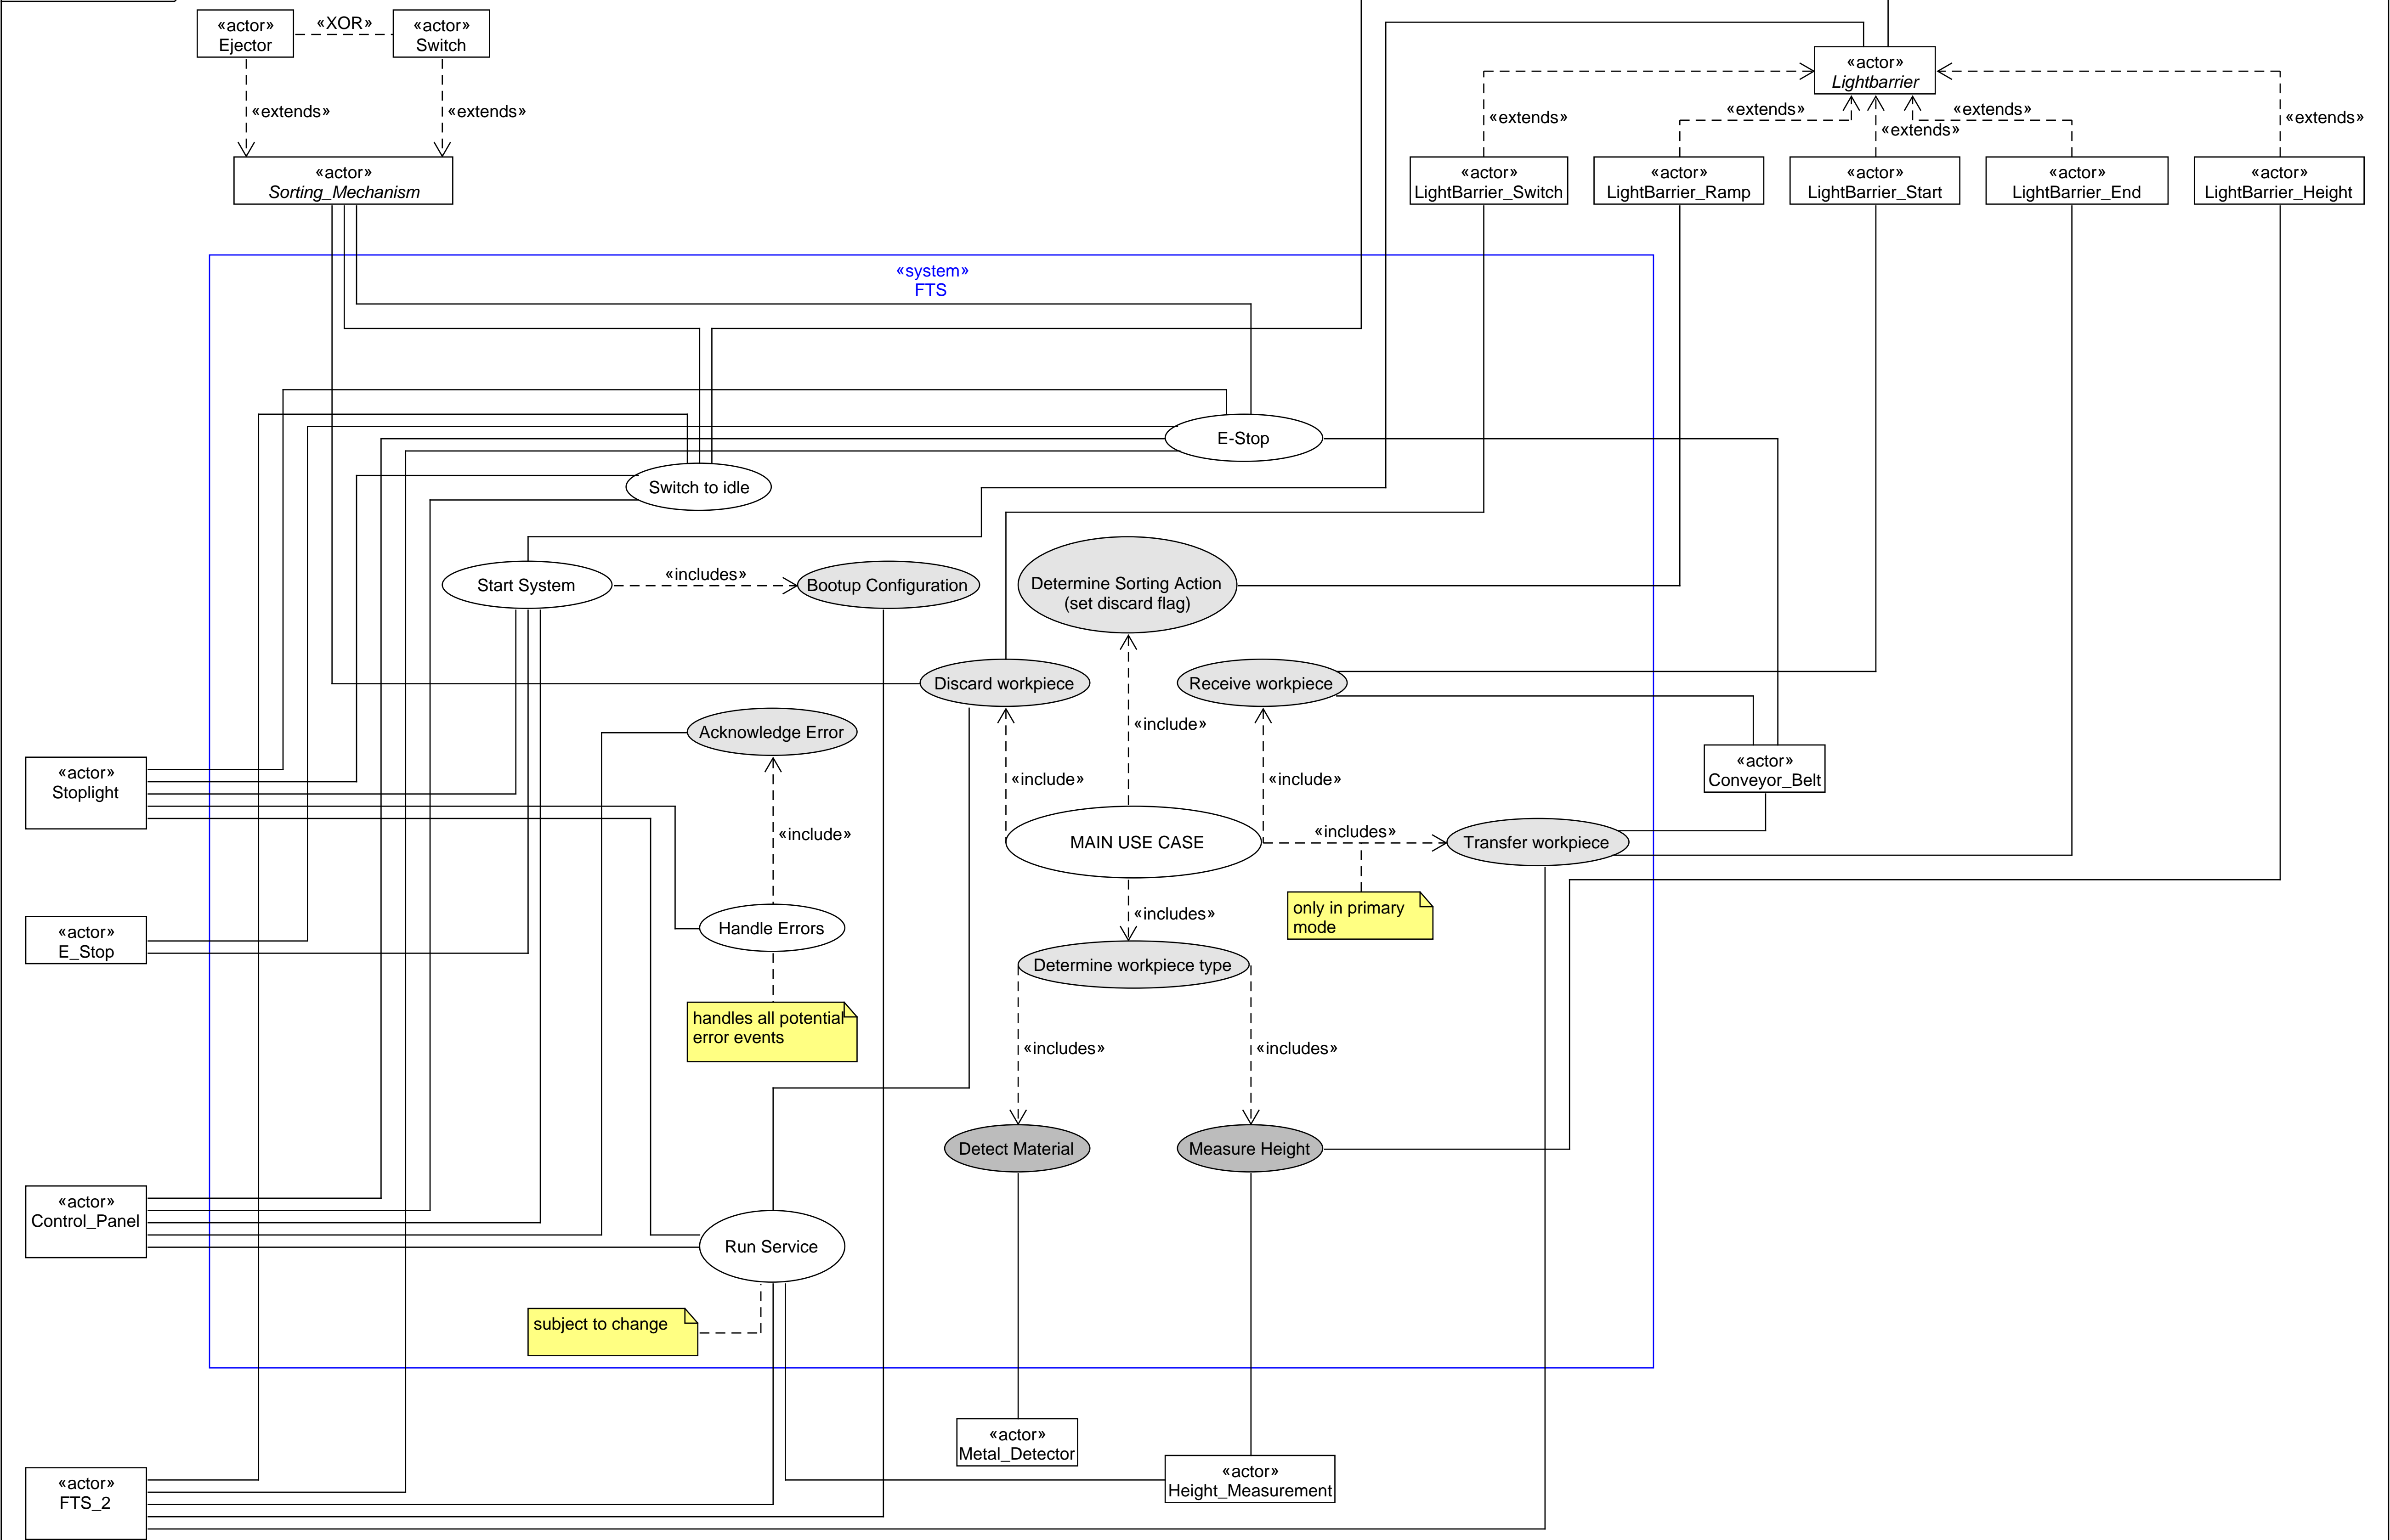 «actor»
Ejector
«XOR»
«actor»
Switch
«actor»
Lightbarrier
«extends»
«extends»
«extends»
«extends»
«extends»
«extends»
«extends»
«actor»
Sorting_Mechanism
«actor»
LightBarrier_Switch
«actor»
LightBarrier_Ramp
«actor»
LightBarrier_Start
«actor»
LightBarrier_End
«actor»
LightBarrier_Height
«system»
FTS
E-Stop
Switch to idle
Start System
«includes»
Bootup Configuration
Determine Sorting Action
(set discard flag)
Discard workpiece
Receive workpiece
Acknowledge Error
«include»
«include»
«include»
«actor»
Stoplight
«actor»
Conveyor_Belt
«include»
MAIN USE CASE
«includes»
Transfer workpiece
«actor»
E_Stop
Handle Errors
«includes»
only in primary
mode
Determine workpiece type
handles all potential
error events
«includes»
«includes»
Detect Material
Measure Height
«actor»
Control_Panel
Run Service
subject to change
«actor»
Metal_Detector
«actor»
Height_Measurement
«actor»
FTS_2